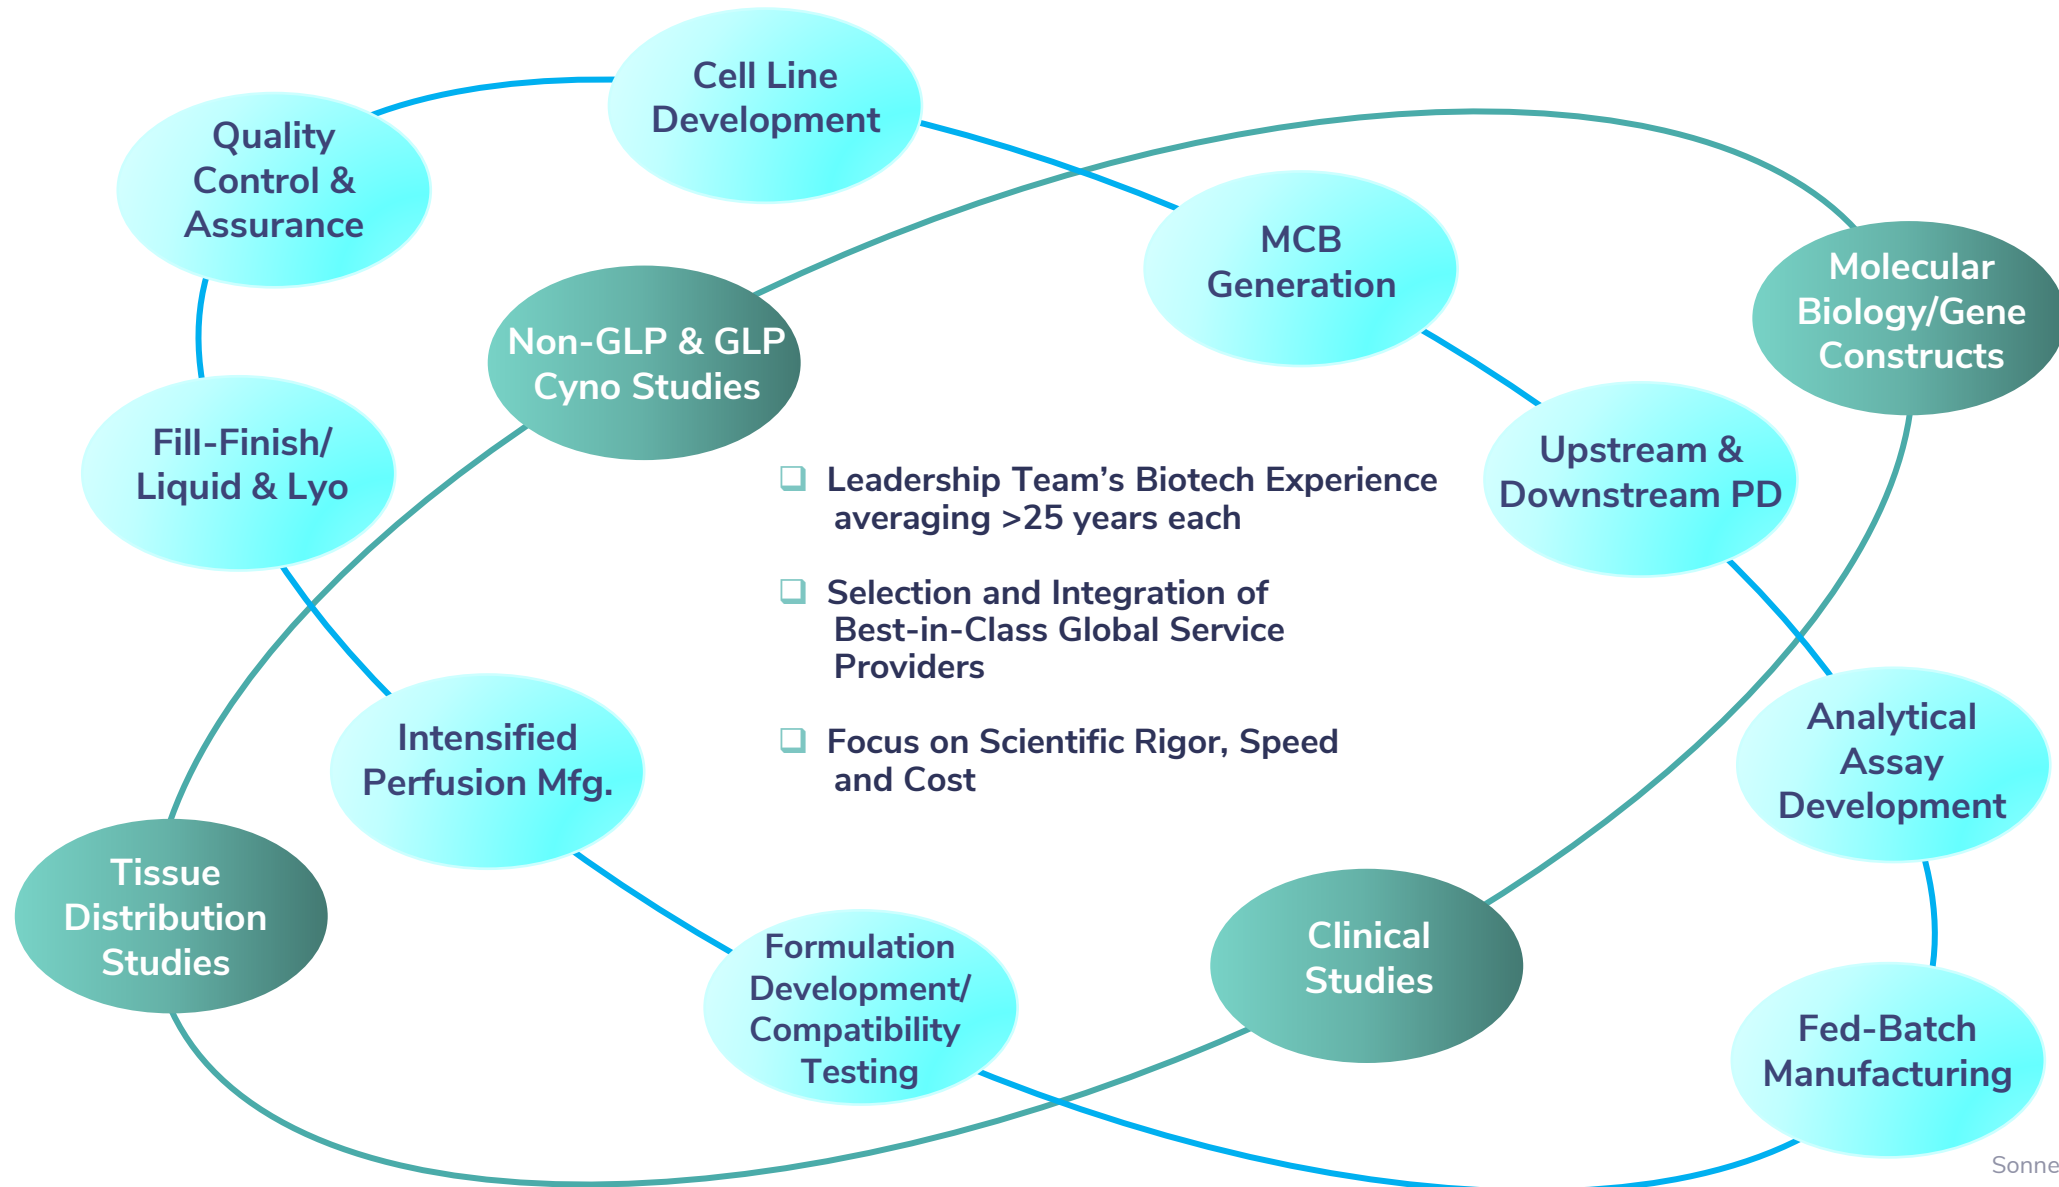 Cell Line
Development
Quality
Control &
Assurance
MCB
Generation
Molecular
Biology/Gene
Constructs
Non-GLP & GLP
Cyno Studies
Fill-Finish/
Liquid & Lyo
Upstream &
Downstream PD
❑ Leadership Team’s Biotech Experience
averaging >25 years each
❑ Selection and Integration of
Best-in-Class Global Service
Providers
❑ Focus on Scientific Rigor, Speed
and Cost
Intensified
Perfusion Mfg.
Analytical
Assay
Development
Tissue
Distribution
Studies
Formulation
Development/
Compatibility
Testing
Clinical
Studies
Fed-Batch
Manufacturing
Sonne